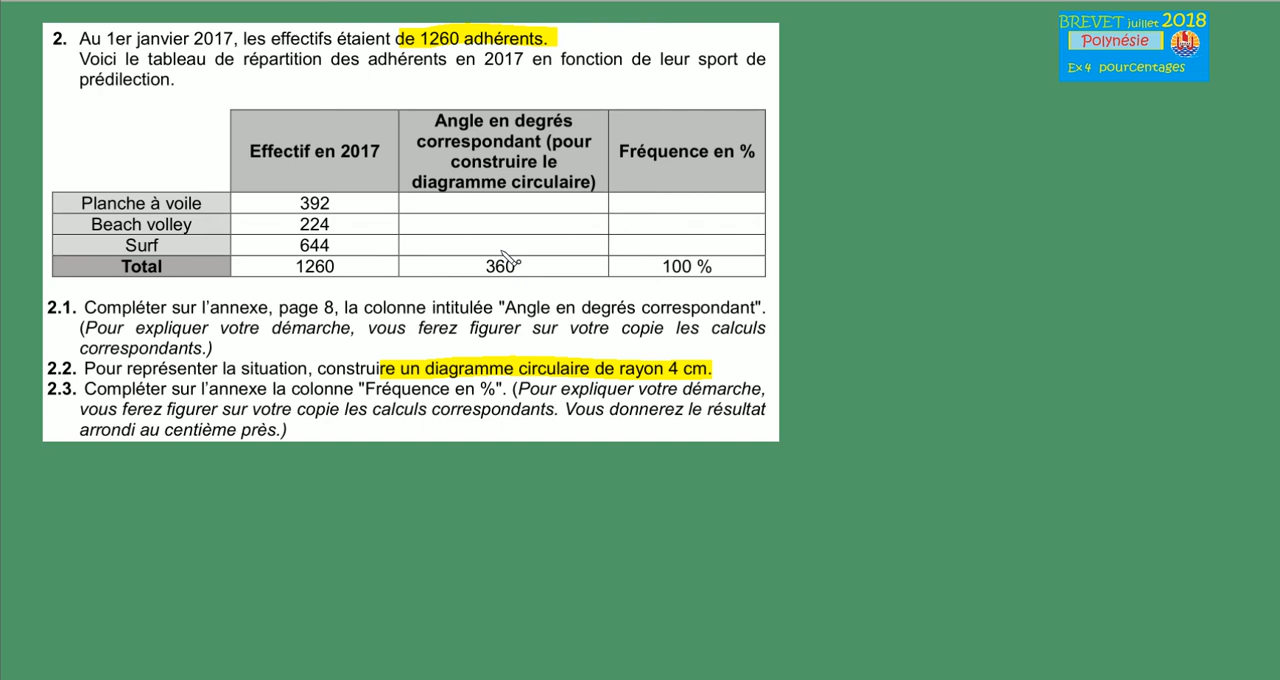 2. Au 1er janvier 2017, les effectifs étaient de 1260 adhérents.
Voici le tableau de répartition des adhérents en 2017 en fonction de leur sport de
prédilection.
Effectif en 2017
Angle en degrés
correspondant (pour
construire le
diagramme circulaire)
Fréquence en %
Planche à voile 392
Beach volley 224
Surf 644
Total 1260 360° 100 %
2.1. Compléter sur l'annexe, page 8, la colonne intitulée "Angle en degrés correspondant".
(Pour expliquer votre démarche, vous ferez figurer sur votre copie les calculs
correspondants.)
2.2. Pour représenter la situation, construire un diagramme circulaire de rayon 4 cm.
2.3. Compléter sur l'annexe la colonne "Fréquence en %". (Pour expliquer votre démarche,
vous ferez figurer sur votre copie les calculs correspondants. Vous donnerez le résultat
arrondi au centième près.)
BREVET juillet 2018
Polynésie
Ex4 pourcentages